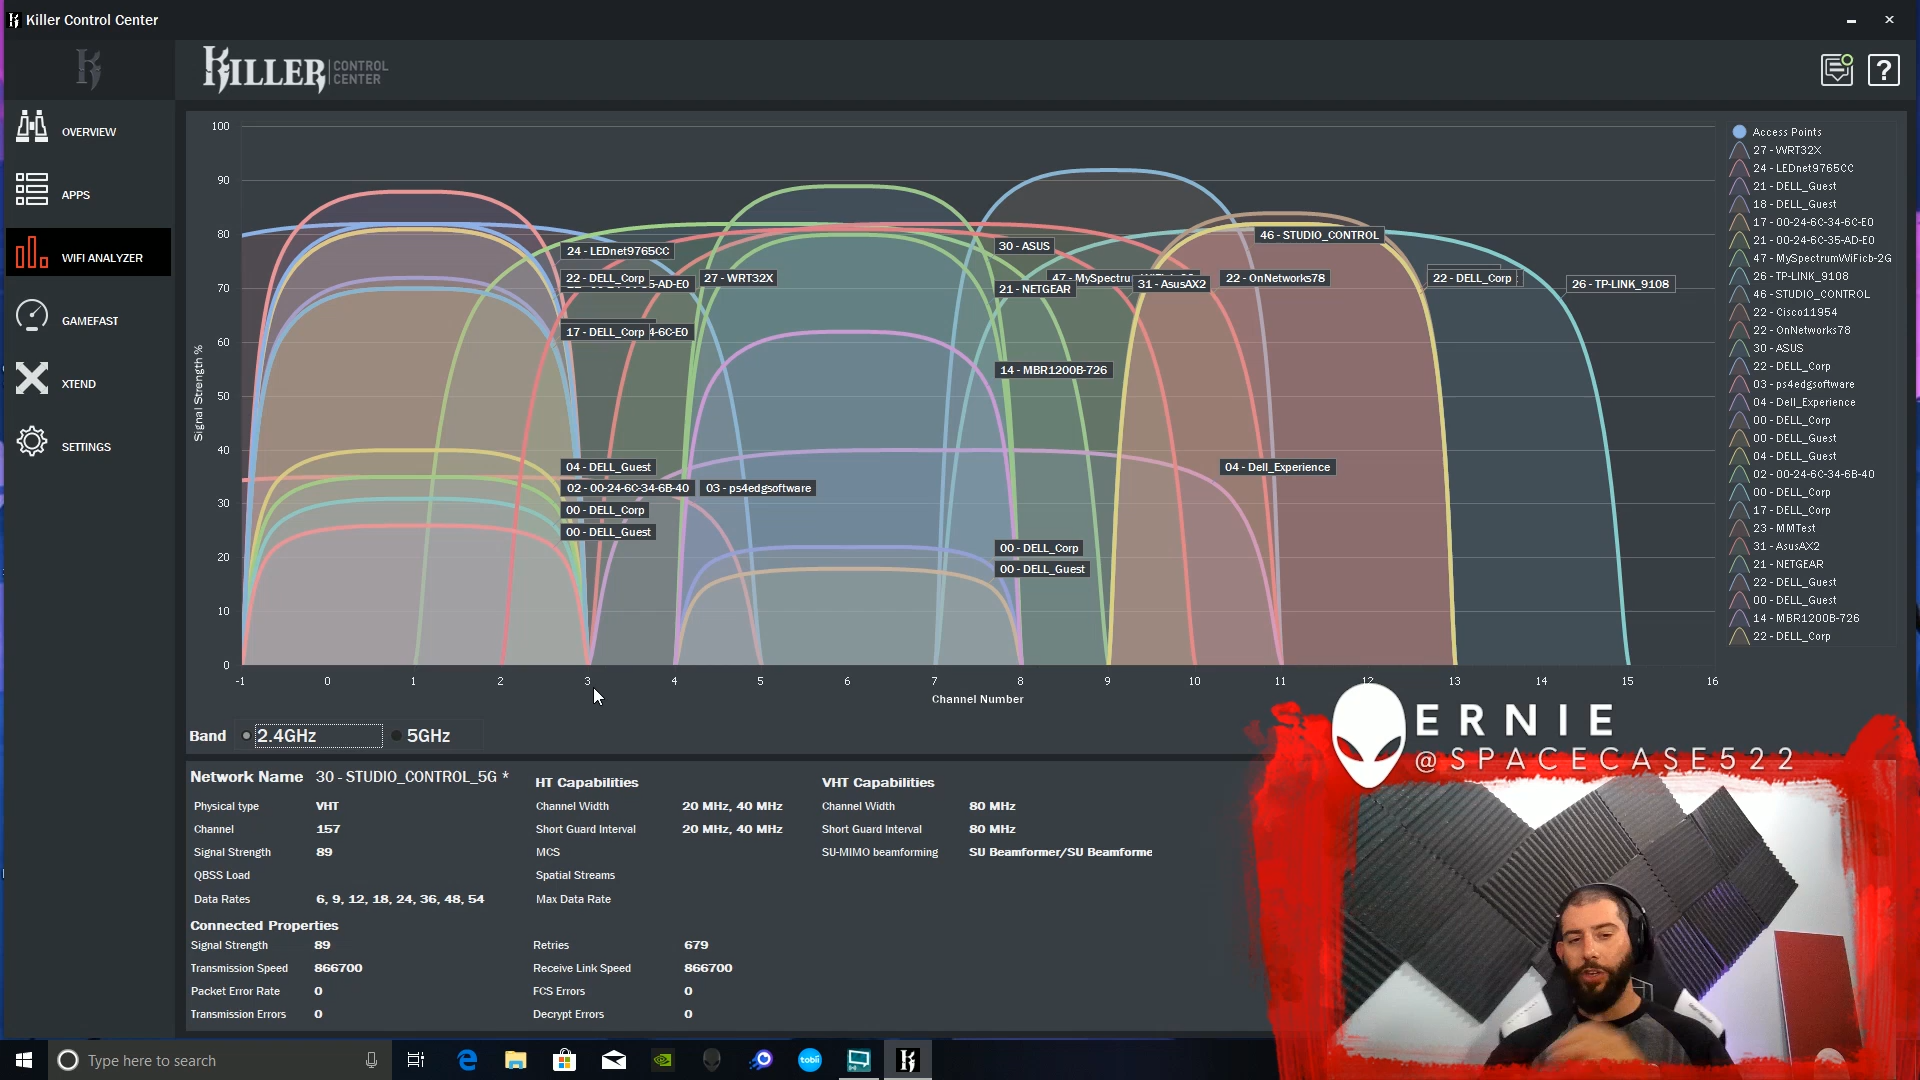 Killer Control Center
KILLER CONTROL CENTER
?
OVERVIEW
APPS
WIFI ANALYZER
GAMEFAST
XTEND
SETTINGS
100
90
80
70
60
50
40
30
20
10
0
Signal Strength %
24 - LEDnet9765CC
22 - DELL_Corp
5-AD-E0
27 - WRT32X
17 - DELL_Corp
4-6C-E0
30 - ASUS
47 - MySpectru
21 - NETGEAR
31 - AsusAX2
22 - OnNetworks78
46 - STUDIO_CONTROL
22 - DELL_Corp
26 - TP-LINK_9108
14 - MBR1200B-726
04 - DELL_Guest
02 - 00-24-6C-34-6B-40
03 - ps4edgsoftware
00 - DELL_Corp
00 - DELL_Guest
04 - Dell_Experience
00 - DELL_Corp
00 - DELL_Guest
-1 0 1 2 3 4 5 6 7 8 9 10 11 12 13 14 15 16
Channel Number
Access Points
27 - WRT32X
24 - LEDnet9765CC
21 - DELL_Guest
18 - DELL_Guest
17 - 00-24-6C-34-6C-E0
21 - 00-24-6C-35-AD-E0
47 - MySpectrumWiFicb-2G
26 - TP-LINK_9108
46 - STUDIO_CONTROL
22 - Cisco11954
22 - OnNetworks78
30 - ASUS
22 - DELL_Corp
03 - ps4edgsoftware
04 - Dell_Experience
00 - DELL_Corp
00 - DELL_Guest
04 - DELL_Guest
02 - 00-24-6C-34-6B-40
00 - DELL_Corp
17 - DELL_Corp
23 - MMTest
31 - AsusAX2
21 - NETGEAR
22 - DELL_Guest
00 - DELL_Guest
14 - MBR1200B-726
22 - DELL_Corp
Band 2.4GHz 5GHz
Network Name 30 - STUDIO_CONTROL_5G *
Physical type VHT
Channel 157
Signal Strength 89
QBSS Load
Data Rates 6, 9, 12, 18, 24, 36, 48, 54
HT Capabilities
Channel Width 20 MHz, 40 MHz
Short Guard Interval 20 MHz, 40 MHz
MCS
Spatial Streams
Max Data Rate
VHT Capabilities
Channel Width 80 MHz
Short Guard Interval 80 MHz
SU-MIMO beamforming SU Beamformer/SU Beamforme
Connected Properties
Signal Strength 89
Transmission Speed 866700
Packet Error Rate 0
Transmission Errors 0
Retries 679
Receive Link Speed 866700
FCS Errors 0
Decrypt Errors 0
ERNIE
@SPACECASE522
Type here to search
tobii